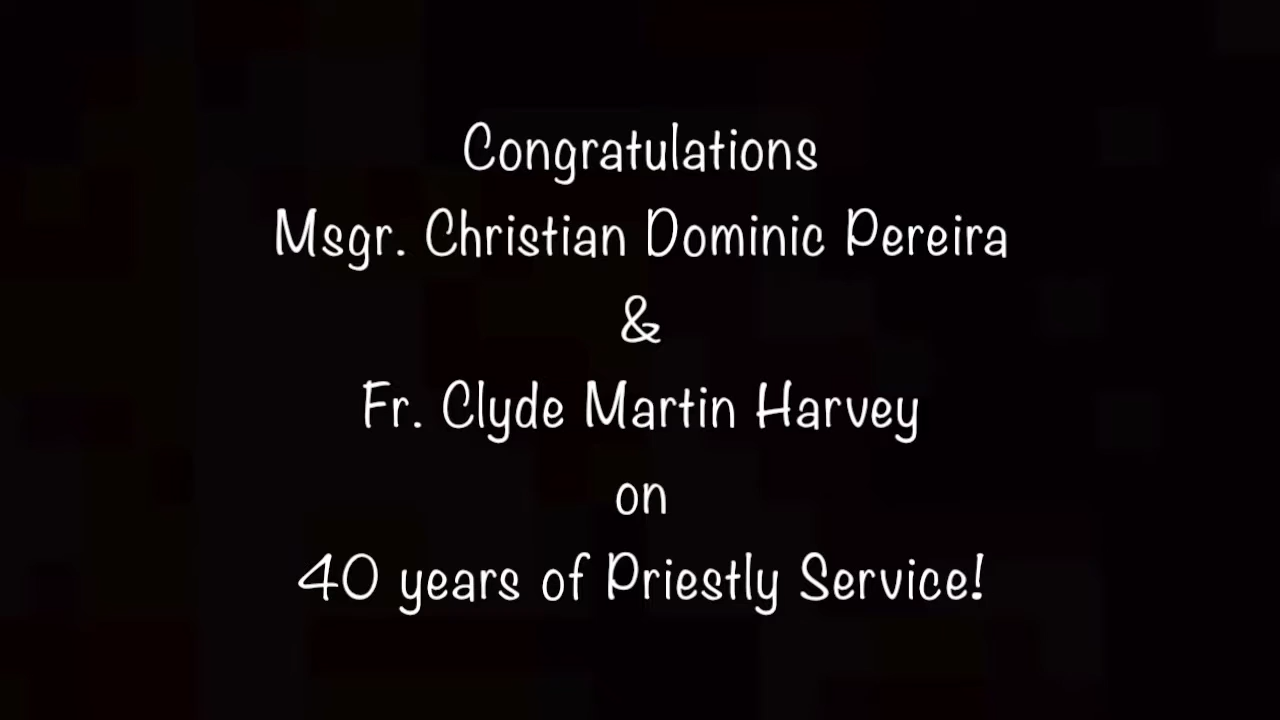 Congratulations
Msgr. Christian Dominic Pereira
&
Fr. Clyde Martin Harvey
on
40 years of Priestly Service!